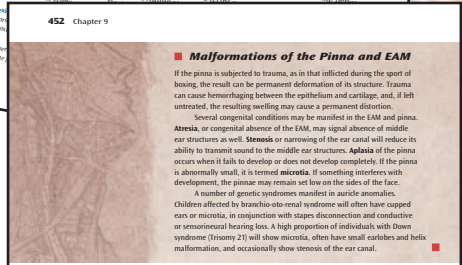 452 Chapter 9
Malformations of the Pinna and EAM
If the pinna is subjected to trauma, as in that inflicted during the sport of
boxing, the result can be permanent deformation of its structure. Trauma
can cause hemorrhaging between the epithelium and cartilage, and, if left
untreated, the resulting swelling may cause a permanent distortion.
Several congenital conditions may be manifest in the EAM and pinna.
Atresia, or congenital absence of the EAM, may signal absence of middle
ear structures as well. Stenosis or narrowing of the ear canal will reduce its
ability to transmit sound to the middle ear structures. Aplasia of the pinna
occurs when it fails to develop or does not develop completely. If the pinna
is abnormally small, it is termed microtia. If something interferes with
development, the pinnae may remain set low on the sides of the face.
A number of genetic syndromes manifest in auricle anomalies.
Children affected by branchio-oto-renal syndrome will often have cupped
ears or microtia, in conjunction with stapes disconnection and conductive
or sensorineural hearing loss. A high proportion of individuals with Down
syndrome (Trisomy 21) will show microtia, often have small earlobes and helix
malformation, and occasionally show stenosis of the ear canal.